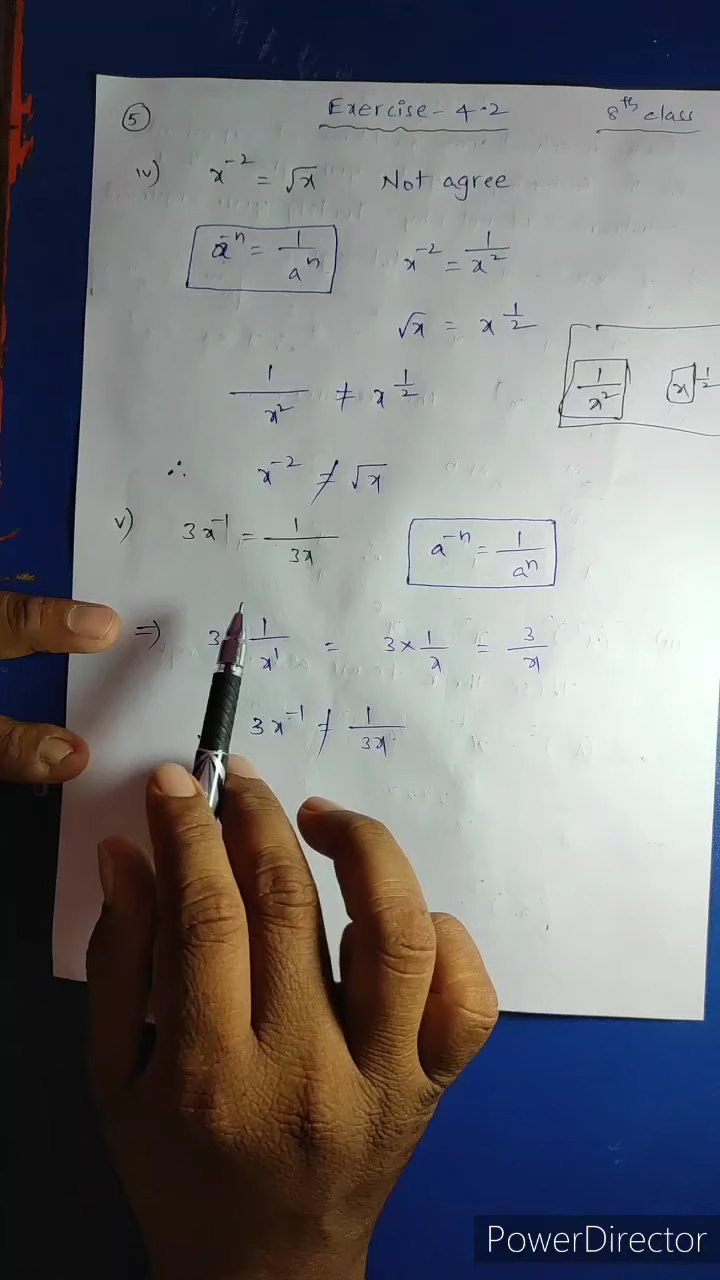 ⑤ Exercise - 4.2 8th class
iv) x⁻² = √x Not agree
a⁻ⁿ = 1/aⁿ x⁻² = 1/x²
√x = x^(1/2)
1/x² x^(1/2)
1/x² ≠ x^(1/2)
∴ x⁻² ≠ √x
v) 3x⁻¹ = 1/3x a⁻ⁿ = 1/aⁿ
⇒) 3 1/x¹ = 3 × 1/x = 3/x
3x⁻¹ ≠ 1/3x
PowerDirector